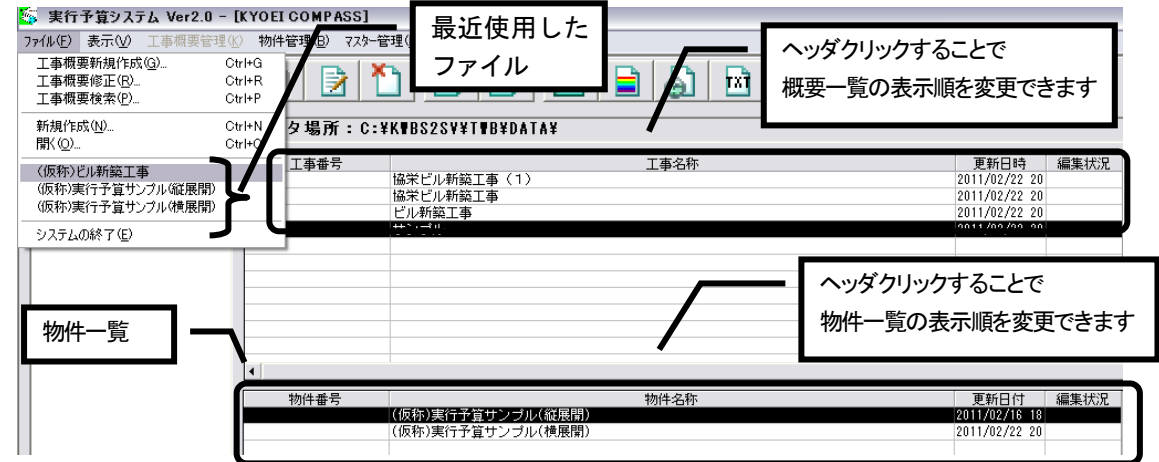 実行予算システム Ver2.0 - [KYOEI COMPASS]
ファイル(F) 表示(V) 工事概要管理(K) 物件管理(B) マスター管理(
工事概要新規作成(G)... Ctrl+G
工事概要修正(R)... Ctrl+R
工事概要検索(P)... Ctrl+P
新規作成(N)... Ctrl+N
開く(O)... Ctrl+O
(仮称)ビル新築工事
(仮称)実行予算サンプル(縦展開)
(仮称)実行予算サンプル(横展開)
システムの終了(E)
最近使用した
ファイル
ヘッダクリックすることで
概要一覧の表示順を変更できます
TXT
タ場所：C:¥K@BS2SV¥T@B¥DATA¥
工事番号 工事名称 更新日時 編集状況
協栄ビル新築工事（1） 2011/02/22 20
協栄ビル新築工事 2011/02/22 20
ビル新築工事 2011/02/22 20
サンプル 2011/02/22 20
ヘッダクリックすることで
物件一覧の表示順を変更できます
物件一覧
物件番号 物件名称 更新日付 編集状況
(仮称)実行予算サンプル(縦展開) 2011/02/16 18
(仮称)実行予算サンプル(横展開) 2011/02/22 20